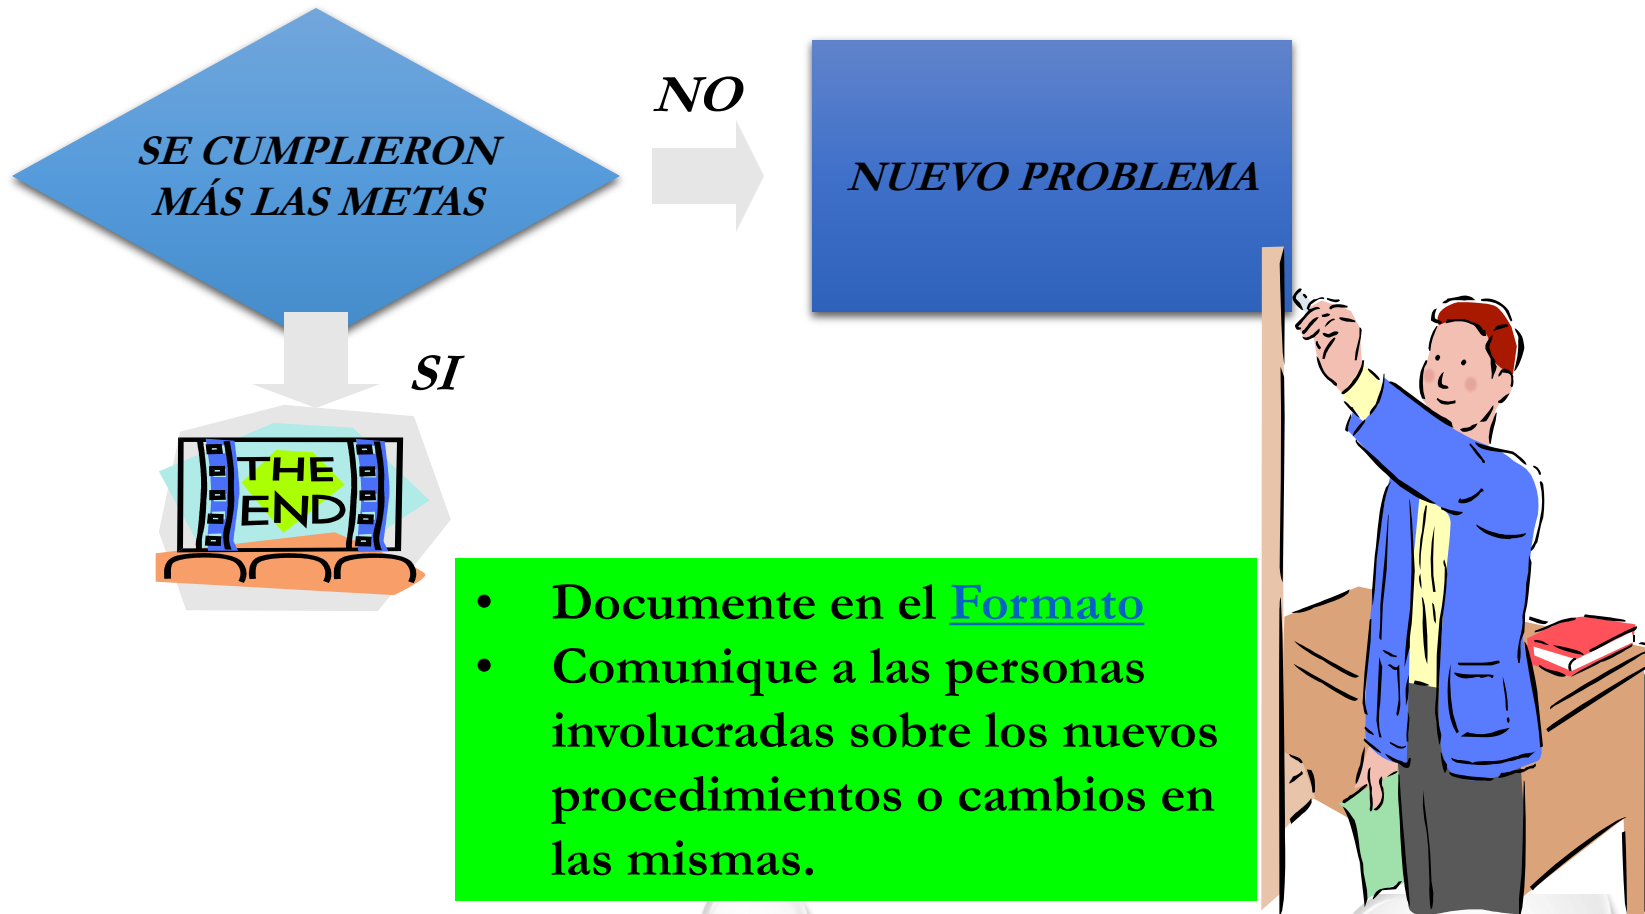 SE CUMPLIERON
MÁS LAS METAS
NO
NUEVO PROBLEMA
SI
THE
END
• Documente en el Formato
• Comunique a las personas
involucradas sobre los nuevos
procedimientos o cambios en
las mismas.